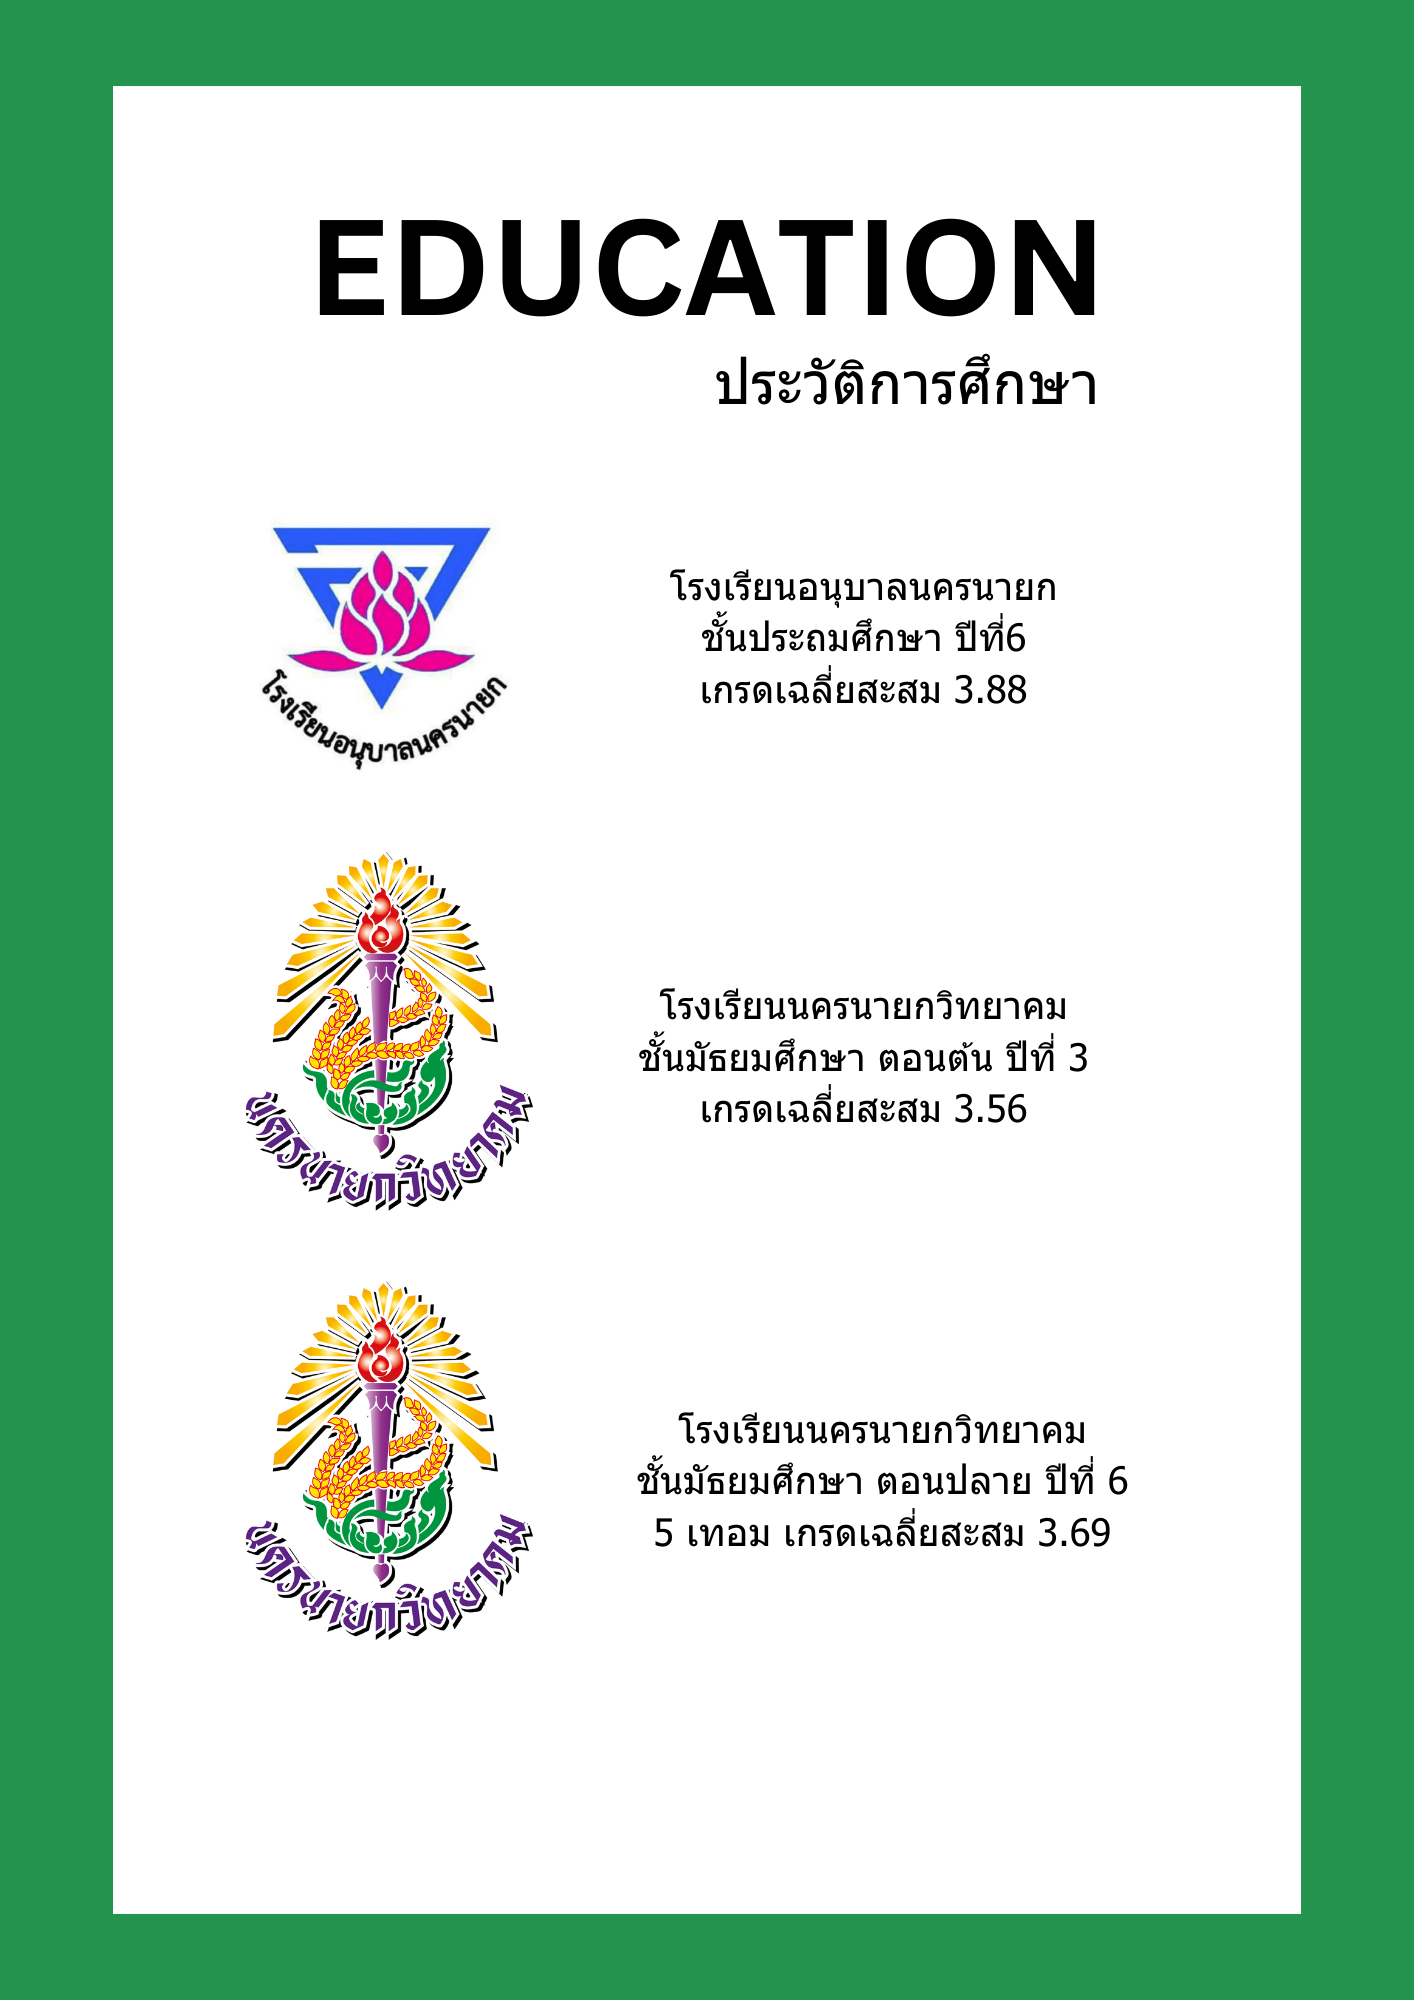 EDUCATION
ประวัติการศึกษา
โรงเรียนอนุบาลนครนายก
ชั้นประถมศึกษา ปีที่6
เกรดเฉลี่ยสะสม 3.88
โรงเรียนอนุบาลนครนายก
โรงเรียนนครนายกวิทยาคม
ชั้นมัธยมศึกษา ตอนต้น ปีที่ 3
เกรดเฉลี่ยสะสม 3.56
นครนายกวิทยาคม
โรงเรียนนครนายกวิทยาคม
ชั้นมัธยมศึกษา ตอนปลาย ปีที่ 6
5 เทอม เกรดเฉลี่ยสะสม 3.69
นครนายกวิทยาคม